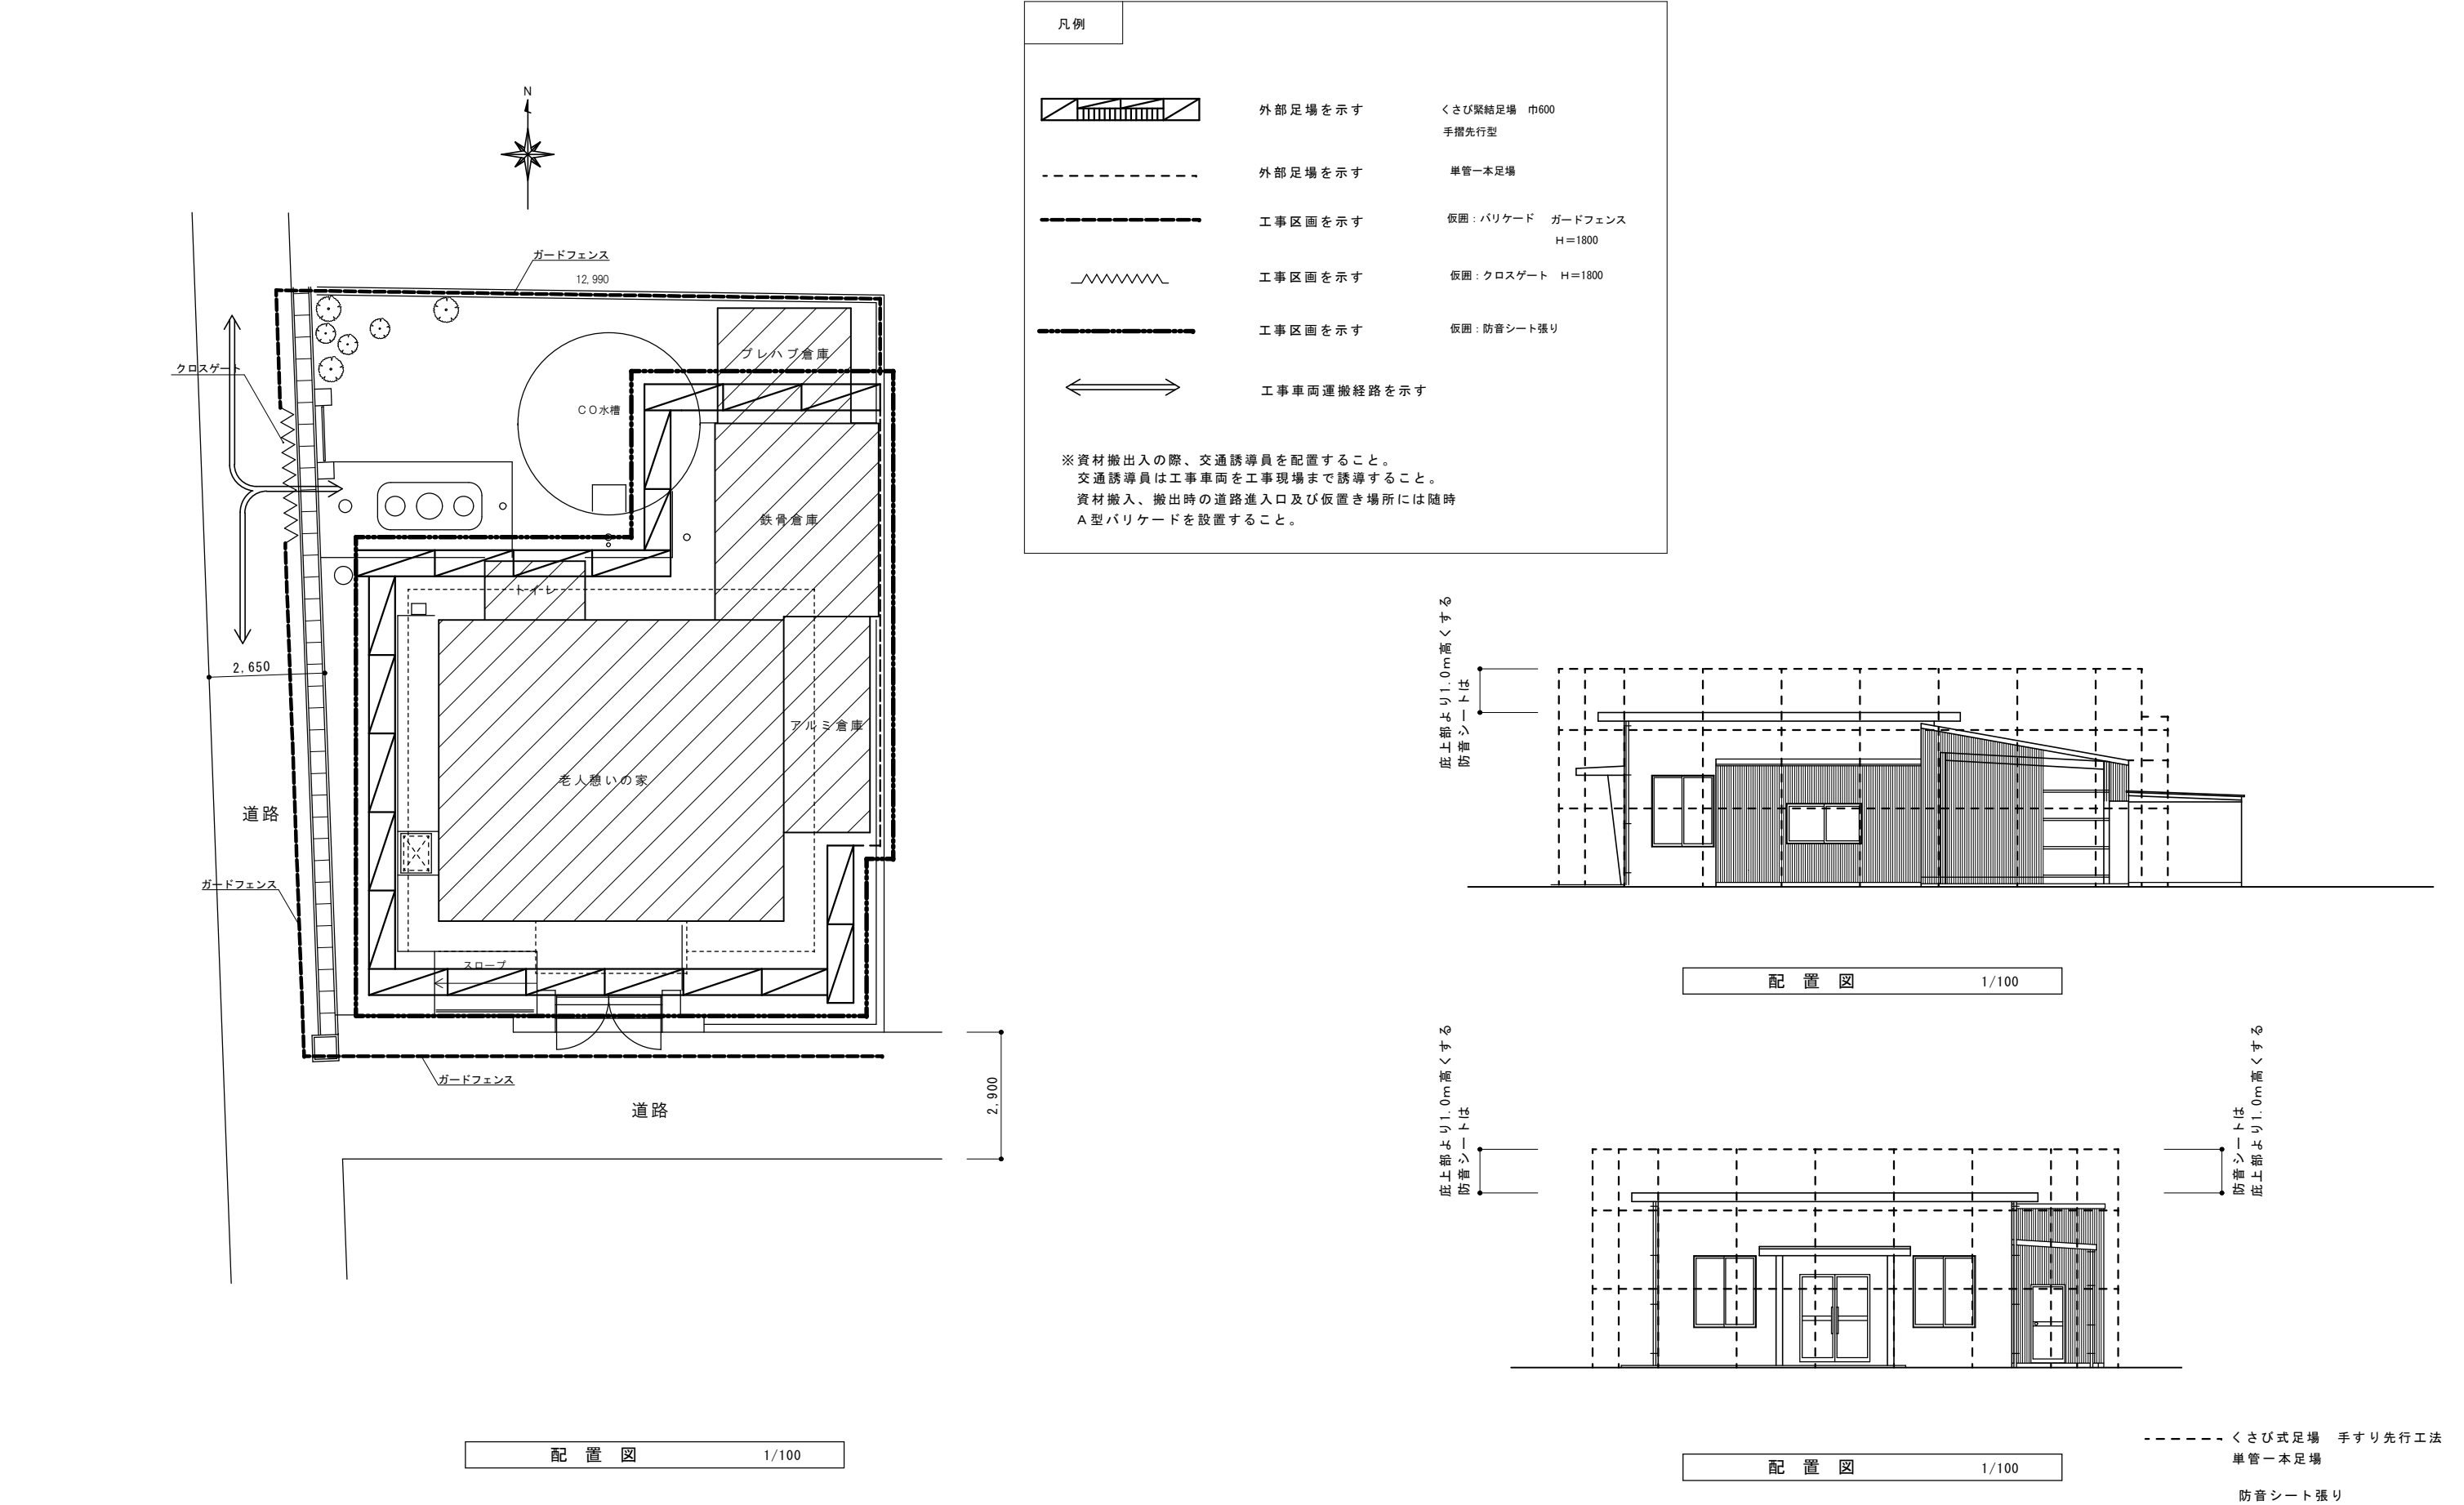 凡例
外部足場を示す くさび緊結足場 巾600
手摺先行型
外部足場を示す 単管一本足場
工事区画を示す 仮囲：バリケード ガードフェンス
H＝1800
工事区画を示す 仮囲：クロスゲート H＝1800
工事区画を示す 仮囲：防音シート張り
工事車両運搬経路を示す
※資材搬出入の際、交通誘導員を配置すること。
交通誘導員は工事車両を工事現場まで誘導すること。
資材搬入、搬出時の道路進入口及び仮置き場所には随時
A型バリケードを設置すること。
N
ガードフェンス
12,990
クロスゲート
プレハブ倉庫
CO水槽
鉄骨倉庫
トイレ
2,650
アルミ倉庫
老人憩いの家
道路
ガードフェンス
スロープ
ガードフェンス
道路
2,900
配置図 1/100
防音シートは
庇上部より1.0m高くする
配置図 1/100
防音シートは
庇上部より1.0m高くする
防音シートは
庇上部より1.0m高くする
配置図 1/100
くさび式足場 手すり先行工法
単管一本足場
防音シート張り